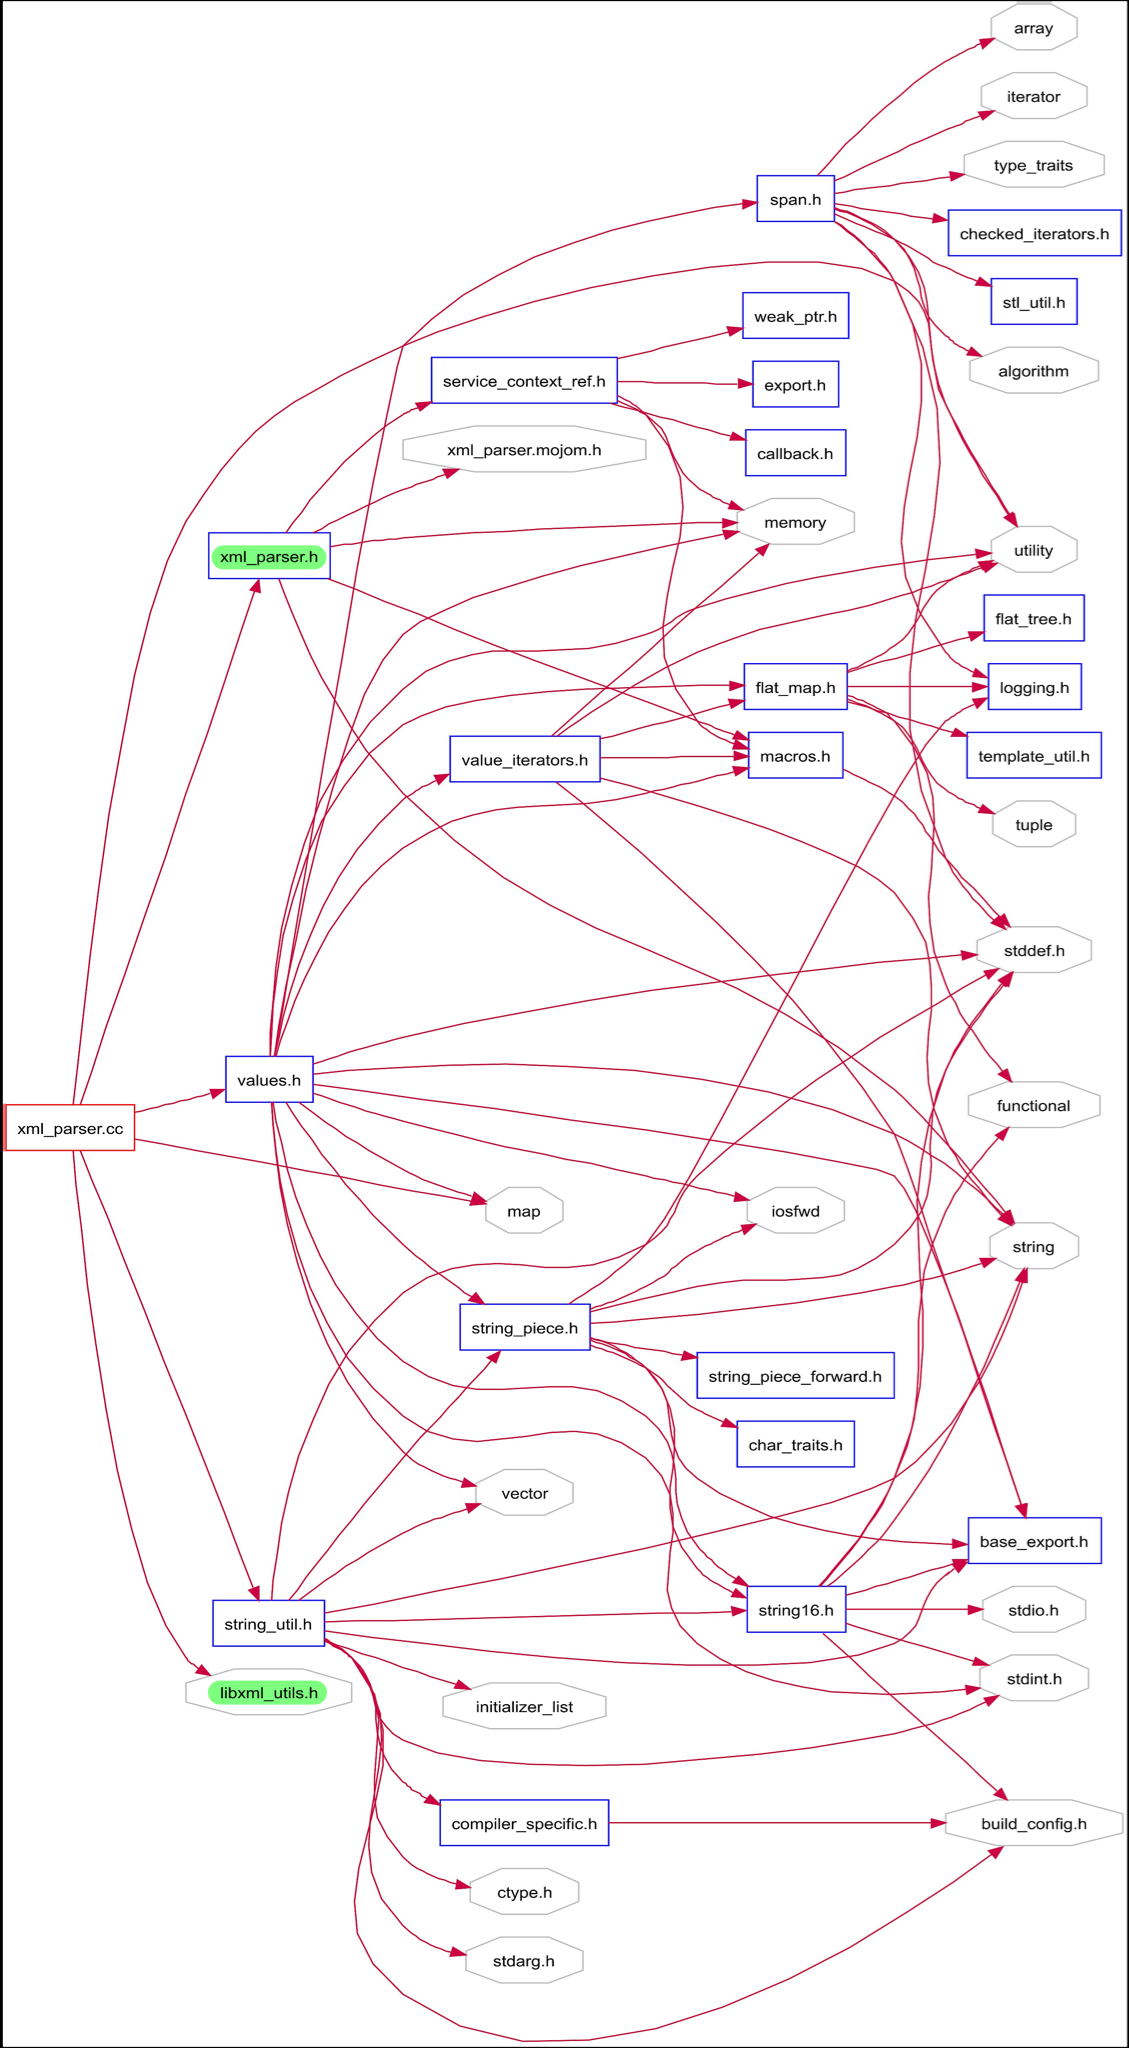 array
iterator
type_traits
span.h
checked_iterators.h
stl_util.h
weak_ptr.h
algorithm
service_context_ref.h
export.h
xml_parser.mojom.h
callback.h
memory
xml_parser.h
utility
flat_tree.h
flat_map.h
logging.h
value_iterators.h
macros.h
template_util.h
tuple
stddef.h
values.h
functional
xml_parser.cc
map
iosfwd
string
string_piece.h
string_piece_forward.h
char_traits.h
vector
base_export.h
string_util.h
string16.h
stdio.h
libxml_utils.h
initializer_list
stdint.h
compiler_specific.h
build_config.h
ctype.h
stdarg.h